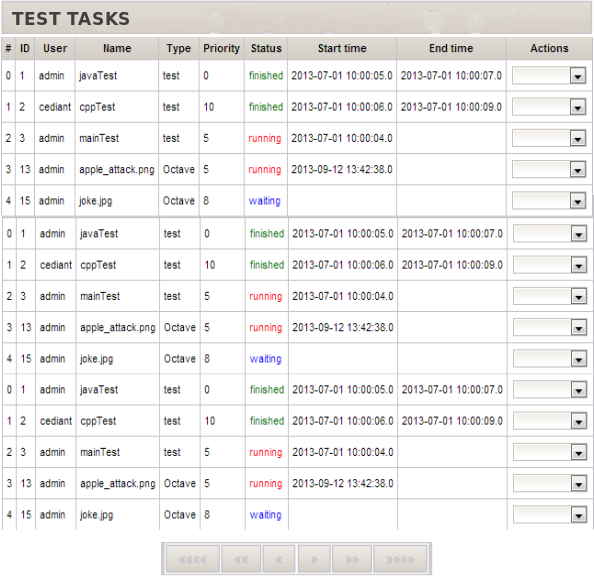 TEST TASKS
# ID User Name Type Priority Status Start time End time Actions
0 1 admin javaTest test 0 finished 2013-07-01 10:00:05.0 2013-07-01 10:00:07.0
1 2 cediant cppTest test 10 finished 2013-07-01 10:00:06.0 2013-07-01 10:00:09.0
2 3 admin mainTest test 5 running 2013-07-01 10:00:04.0
3 13 admin apple_attack.png Octave 5 running 2013-09-12 13:42:38.0
4 15 admin joke.jpg Octave 8 waiting
0 1 admin javaTest test 0 finished 2013-07-01 10:00:05.0 2013-07-01 10:00:07.0
1 2 cediant cppTest test 10 finished 2013-07-01 10:00:06.0 2013-07-01 10:00:09.0
2 3 admin mainTest test 5 running 2013-07-01 10:00:04.0
3 13 admin apple_attack.png Octave 5 running 2013-09-12 13:42:38.0
4 15 admin joke.jpg Octave 8 waiting
0 1 admin javaTest test 0 finished 2013-07-01 10:00:05.0 2013-07-01 10:00:07.0
1 2 cediant cppTest test 10 finished 2013-07-01 10:00:06.0 2013-07-01 10:00:09.0
2 3 admin mainTest test 5 running 2013-07-01 10:00:04.0
3 13 admin apple_attack.png Octave 5 running 2013-09-12 13:42:38.0
4 15 admin joke.jpg Octave 8 waiting
<<<< << < > >> >>>>